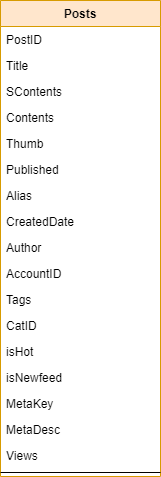 Posts
PostID
Title
SContents
Contents
Thumb
Published
Alias
CreatedDate
Author
AccountID
Tags
CatID
isHot
isNewfeed
MetaKey
MetaDesc
Views